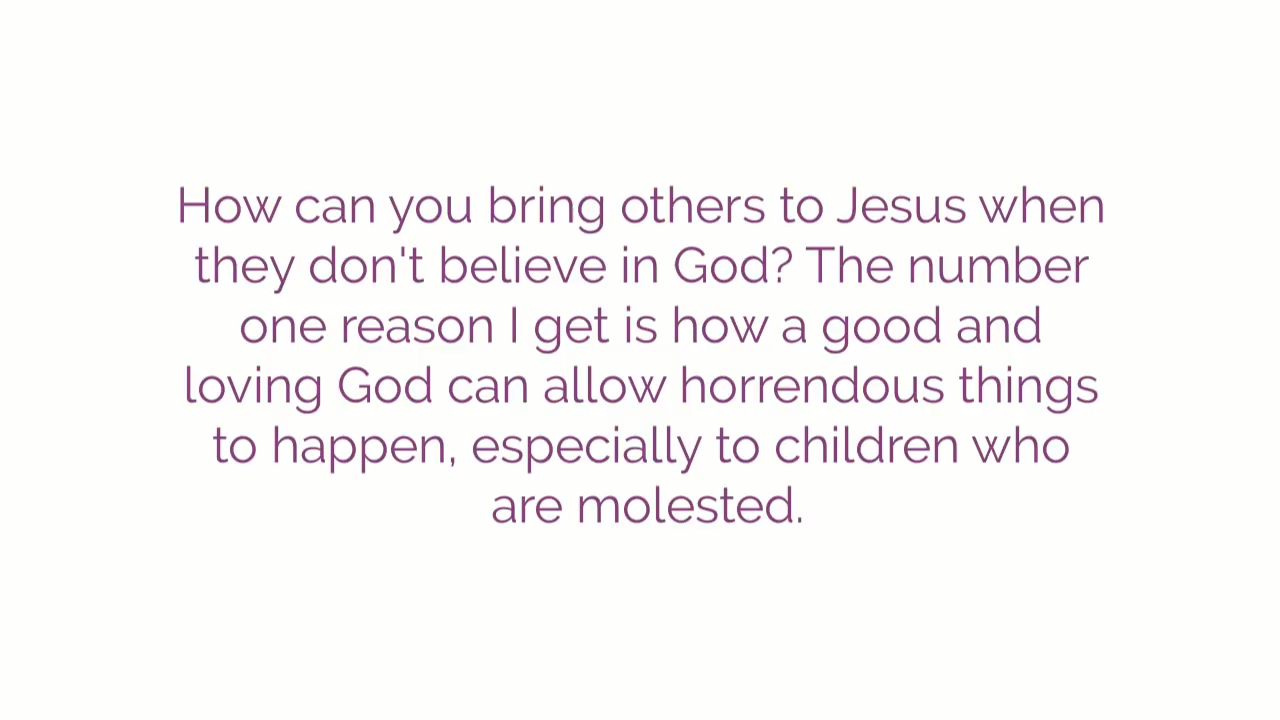 How can you bring others to Jesus when
they don't believe in God? The number
one reason I get is how a good and
loving God can allow horrendous things
to happen, especially to children who
are molested.